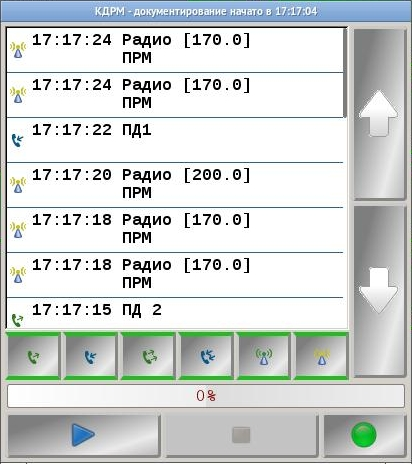 КДРМ - документирование начато в 17:17:04
17:17:24 Радио [170.0]
ПРМ
17:17:24 Радио [170.0]
ПРМ
17:17:22 ПД1
17:17:20 Радио [200.0]
ПРМ
17:17:18 Радио [170.0]
ПРМ
17:17:18 Радио [170.0]
ПРМ
17:17:15 ПД 2
0%